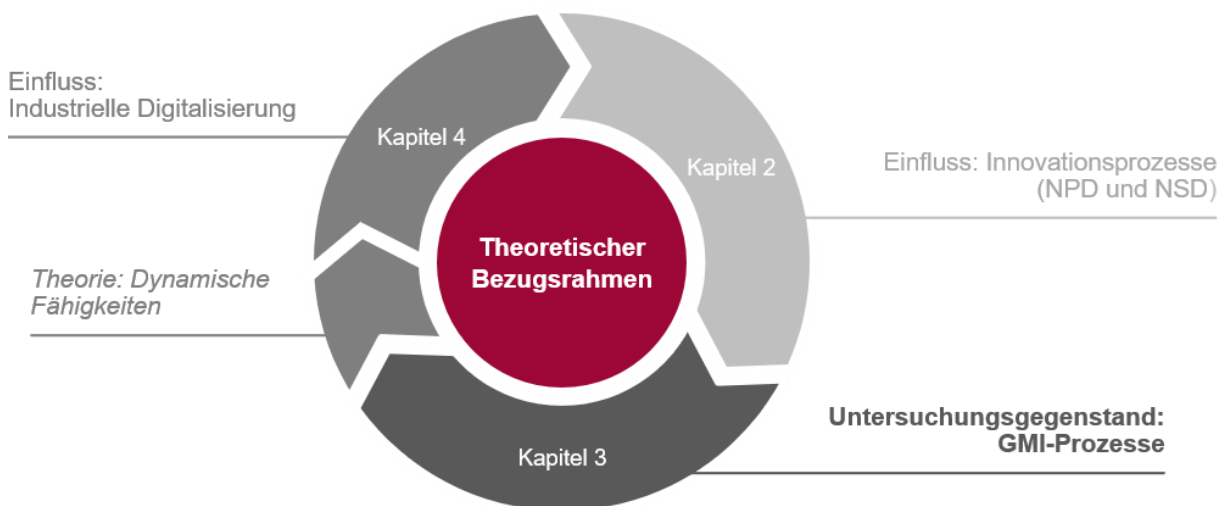 Einfluss:
Industrielle Digitalisierung
Kapitel 4
Kapitel 2
Einfluss: Innovationsprozesse
(NPD und NSD)
Theoretischer
Bezugsrahmen
Theorie: Dynamische
Fähigkeiten
Untersuchungsgegenstand:
GMI-Prozesse
Kapitel 3